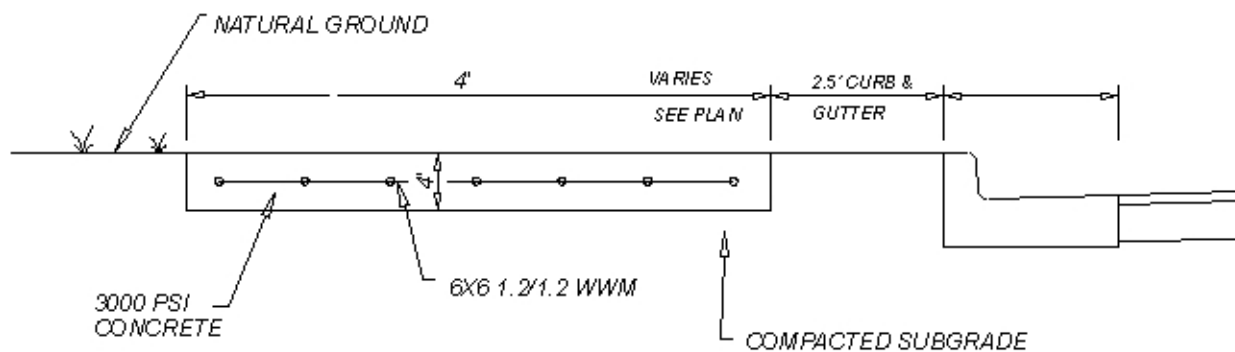 NATURAL GROUND
4'
VARIES
SEE PLAN
2.5' CURB &
GUTTER
4'
3000 PSI
CONCRETE
6X6 1.2/1.2 WWM
COMPACTED SUBGRADE